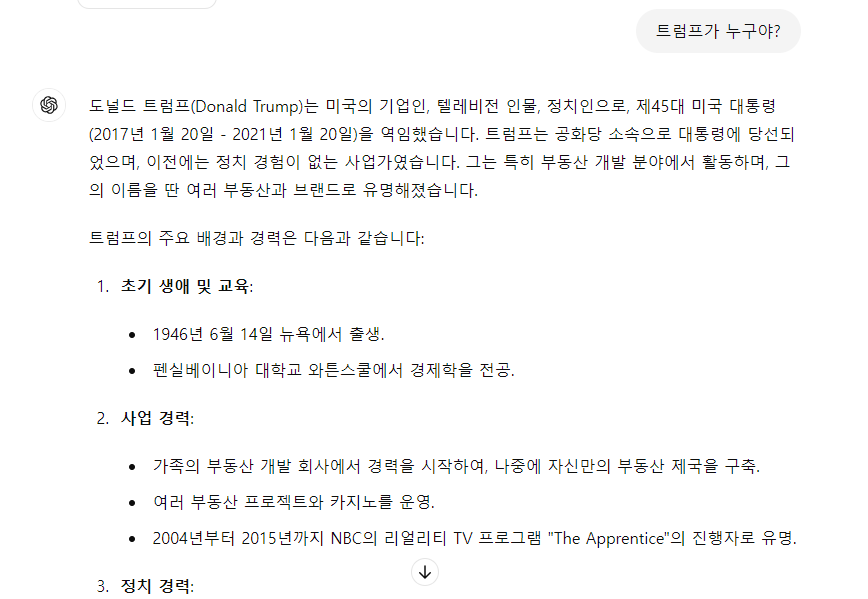 트럼프가 누구야?
도널드 트럼프(Donald Trump)는 미국의 기업인, 텔레비전 인물, 정치인으로, 제45대 미국 대통령
(2017년 1월 20일 - 2021년 1월 20일)을 역임했습니다. 트럼프는 공화당 소속으로 대통령에 당선되
었으며, 이전에는 정치 경험이 없는 사업가였습니다. 그는 특히 부동산 개발 분야에서 활동하며, 그
의 이름을 딴 여러 부동산과 브랜드로 유명해졌습니다.
트럼프의 주요 배경과 경력은 다음과 같습니다:
1. 초기 생애 및 교육:
• 1946년 6월 14일 뉴욕에서 출생.
• 펜실베이니아 대학교 와튼스쿨에서 경제학을 전공.
2. 사업 경력:
• 가족의 부동산 개발 회사에서 경력을 시작하여, 나중에 자신만의 부동산 제국을 구축.
• 여러 부동산 프로젝트와 카지노를 운영.
• 2004년부터 2015년까지 NBC의 리얼리티 TV 프로그램 "The Apprentice"의 진행자로 유명.
3. 정치 경력: